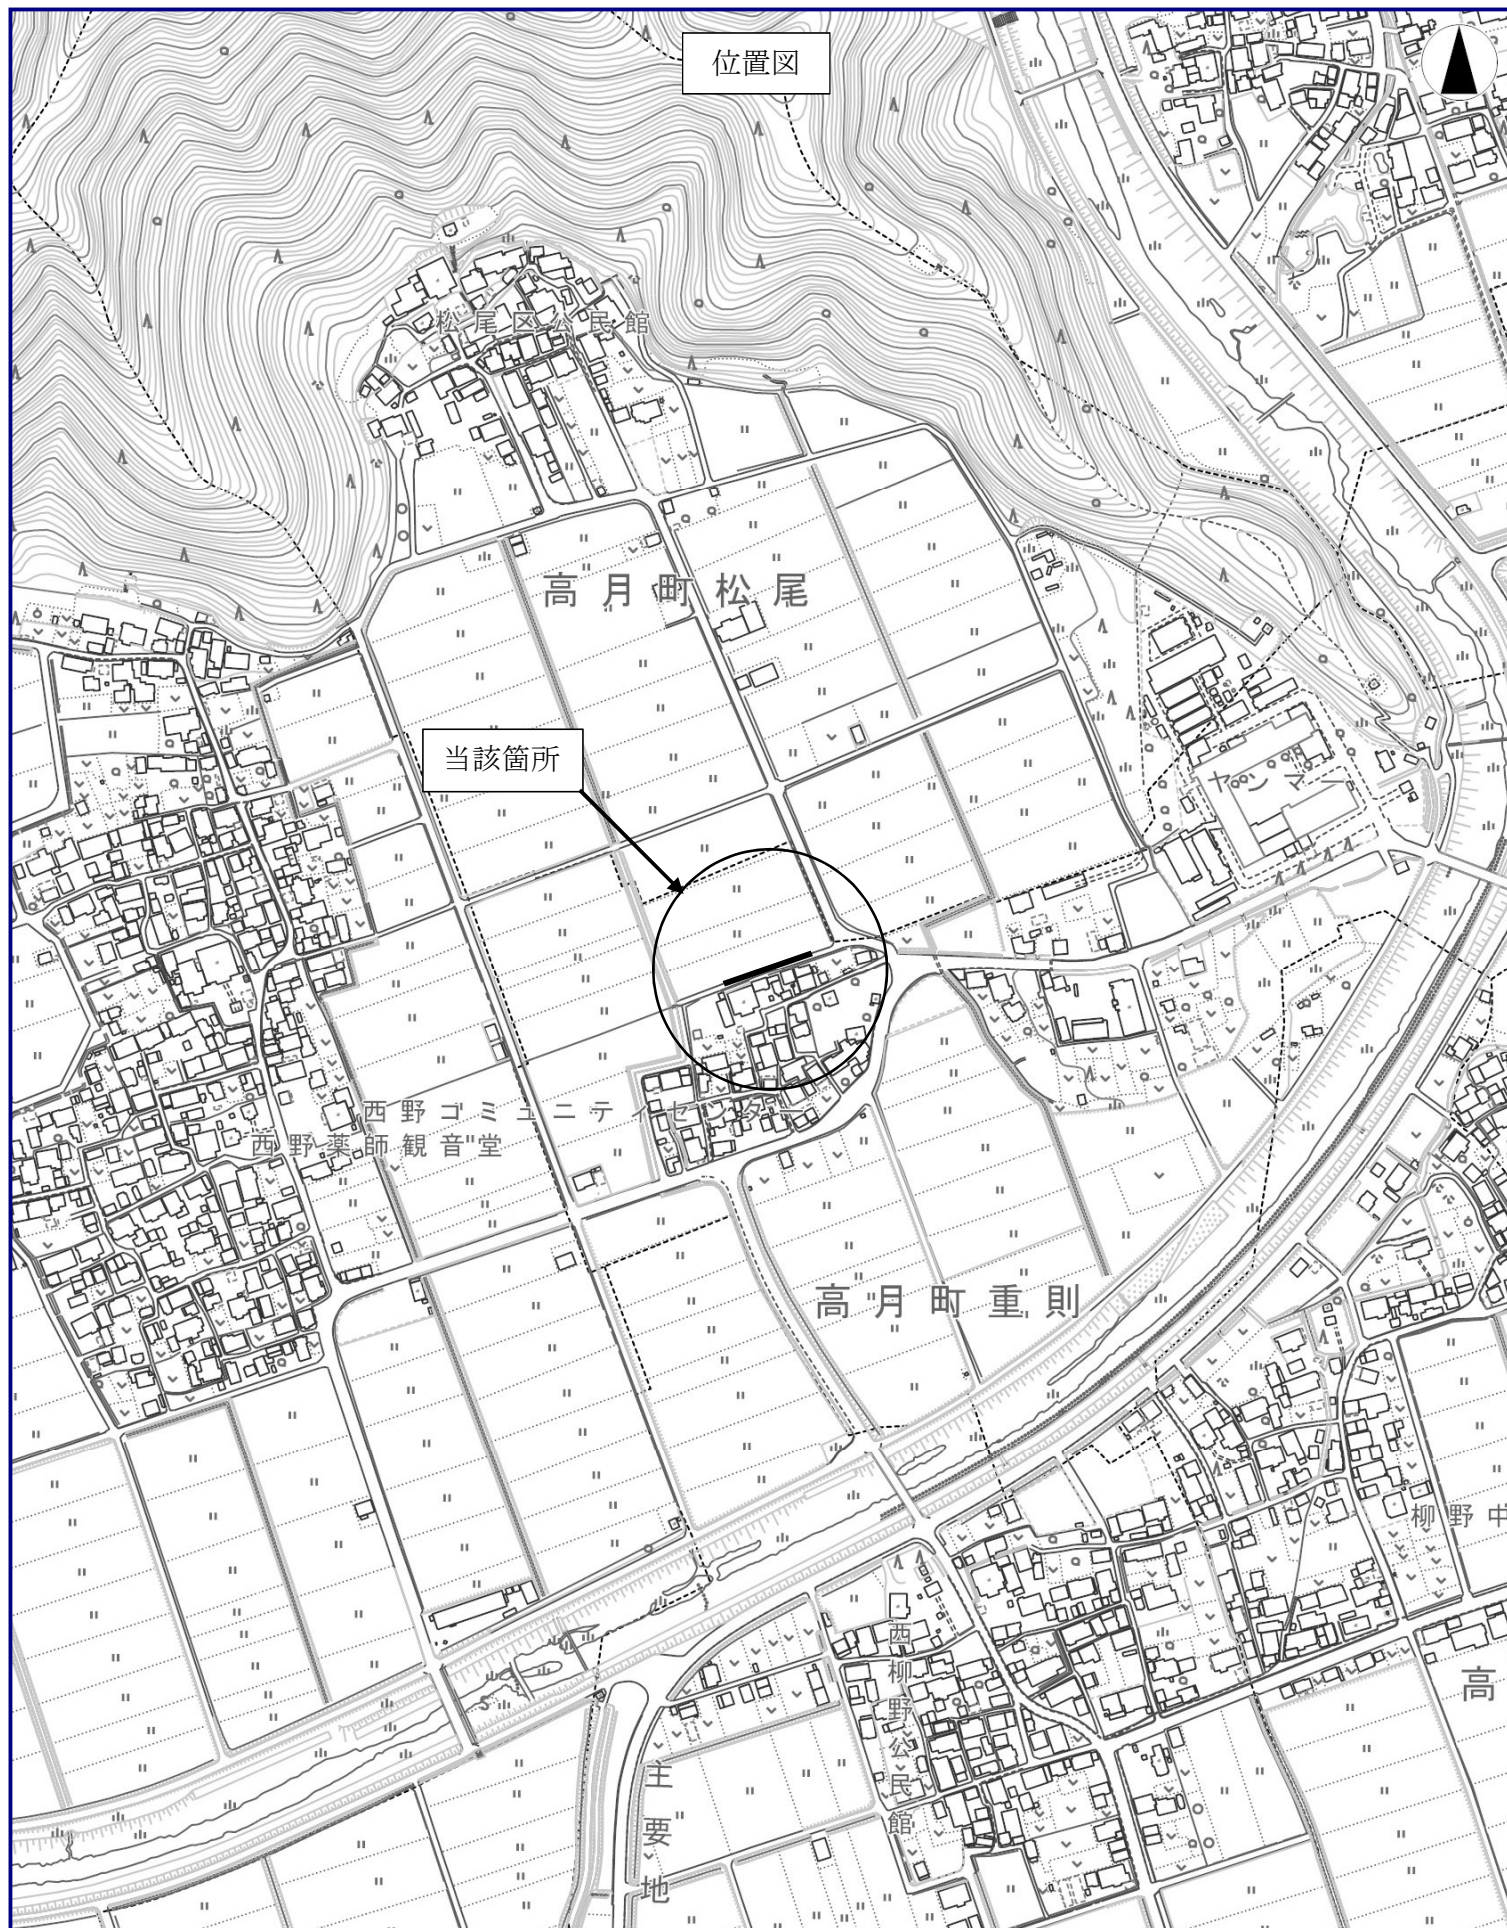 位置図
松尾区公民館
高月町松尾
当該箇所
ヤンマー
西野コミュニティセンター
西野薬師観音堂
高月町重則
柳野中
西柳野公民館
高
主要地